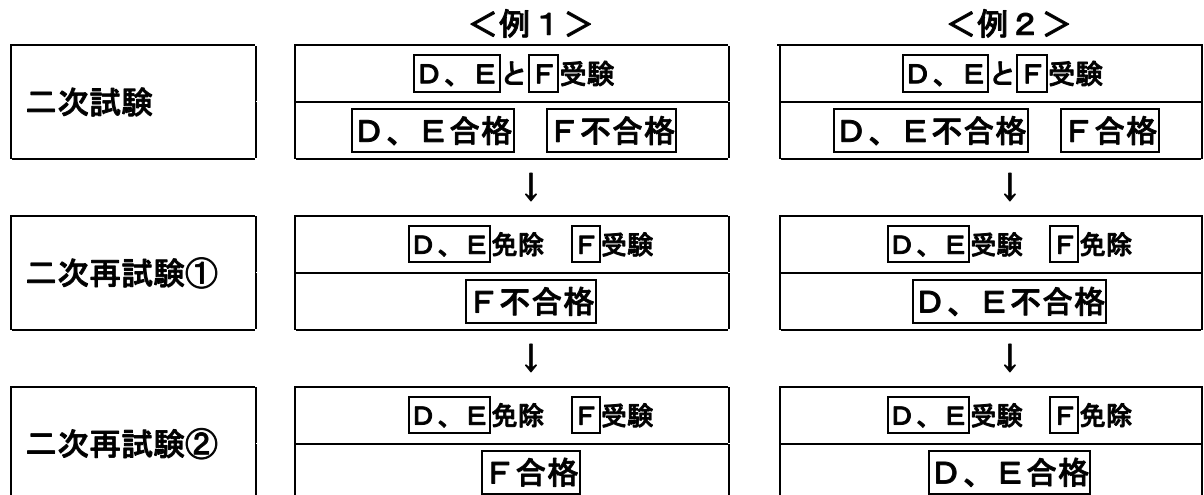 ＜例１＞ ＜例２＞
二次試験
Ｄ、ＥとＦ受験 Ｄ、ＥとＦ受験
Ｄ、Ｅ合格 Ｆ不合格 Ｄ、Ｅ不合格 Ｆ合格
↓ ↓
二次再試験①
Ｄ、Ｅ免除 Ｆ受験 Ｄ、Ｅ受験 Ｆ免除
Ｆ不合格 Ｄ、Ｅ不合格
↓ ↓
二次再試験②
Ｄ、Ｅ免除 Ｆ受験 Ｄ、Ｅ受験 Ｆ免除
Ｆ合格 Ｄ、Ｅ合格